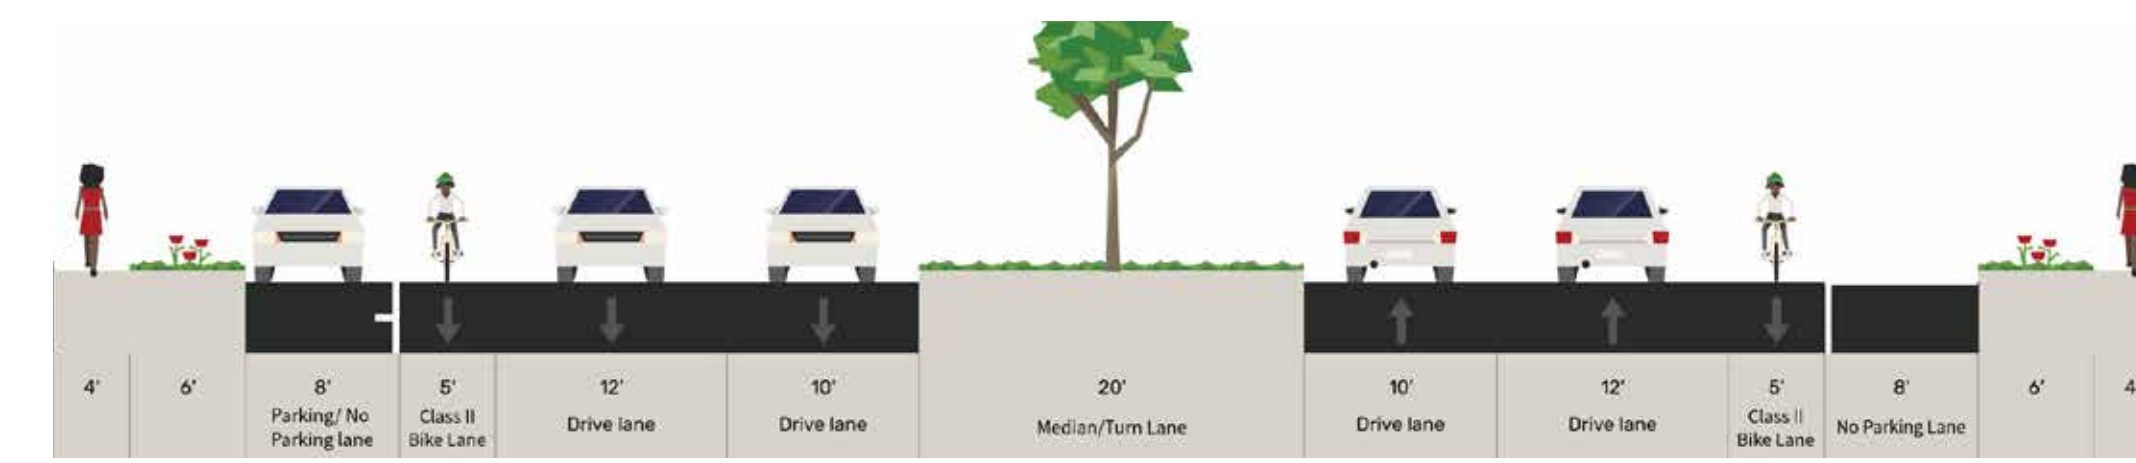 4' 6' 8' 5' 12' 10' 20' 10' 12' 5' 8' 6' 4
Parking/ No
Parking lane
Class II
Bike Lane
Drive lane
Drive lane
Median/Turn Lane
Drive lane
Drive lane
Class II
Bike Lane
No Parking Lane